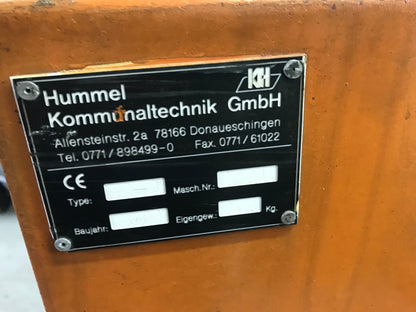 Hummel
KH
Kommunaltechnik GmbH
Allensteinstr. 2a 78166 Donaueschingen
Tel. 0771/898499-0 Fax. 0771/61022
CE
Type: Masch.Nr.:
Baujahr: Eigengew.: Kg.